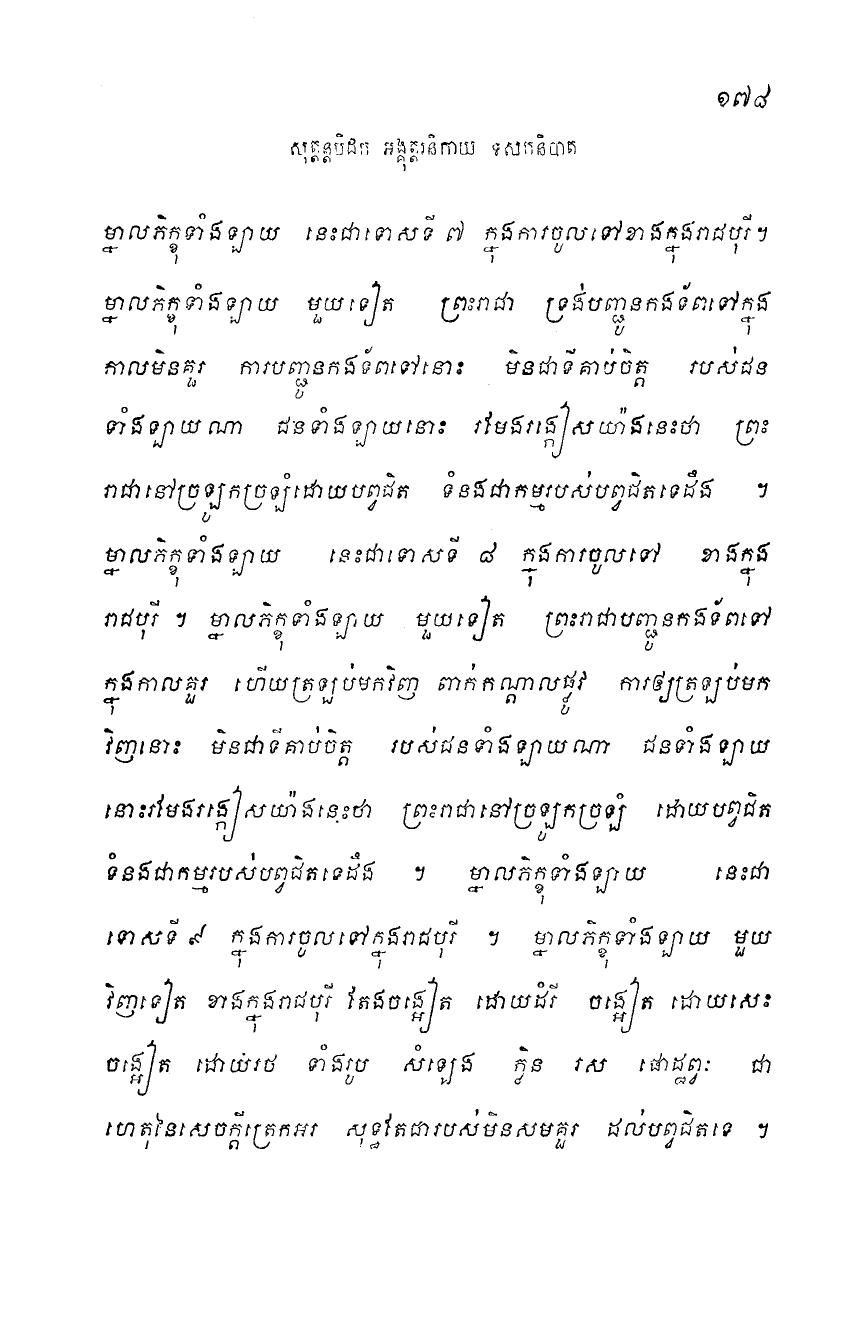 ១៧៨
សុត្តន្តបិដក អង្គុត្តរនិកាយ ទសកនិបាត
ម្នាលភិក្ខុទាំងឡាយ នេះជាទោសទី ៧ ក្នុងការចូលទៅខាងក្នុងរាជបុរី។
ម្នាលភិក្ខុទាំងឡាយ មួយទៀត ព្រះរាជា ទ្រង់បញ្ជូនកងទ័ពទៅក្នុង
កាលមិនគួរ ការបញ្ជូនកងទ័ពទៅនោះ មិនជាទីគាប់ចិត្ត របស់ជន
ទាំងឡាយណា ជនទាំងឡាយនោះ រមែងរង្កៀសយ៉ាងនេះថា ព្រះ
រាជានៅច្រឡូកច្រឡំដោយបព្វជិត ទំនងជាកម្មរបស់បព្វជិតទេដឹង ។
ម្នាលភិក្ខុទាំងឡាយ នេះជាទោសទី ៨ ក្នុងការចូលទៅ ខាងក្នុង
រាជបុរី ។ ម្នាលភិក្ខុទាំងឡាយ មួយទៀត ព្រះរាជាបញ្ជូនកងទ័ពទៅ
ក្នុងកាលគួរ ហើយត្រឡប់មកវិញ ពាក់កណ្តាលផ្លូវ ការឲ្យត្រឡប់មក
វិញនោះ មិនជាទីគាប់ចិត្ត របស់ជនទាំងឡាយណា ជនទាំងឡាយ
នោះរមែងរង្កៀសយ៉ាងនេះថា ព្រះរាជានៅច្រឡូកច្រឡំ ដោយបព្វជិត
ទំនងជាកម្មរបស់បព្វជិតទេដឹង ។ ម្នាលភិក្ខុទាំងឡាយ នេះជា
ទោសទី ៩ ក្នុងការចូលទៅក្នុងរាជបុរី ។ ម្នាលភិក្ខុទាំងឡាយ មួយ
វិញទៀត ខាងក្នុងរាជបុរី តែងចង្អៀត ដោយដំរី ចង្អៀត ដោយសេះ
ចង្អៀត ដោយរថ ទាំងរូប សំឡេង ក្លិន រស ផោដ្ឋព្វៈ ជា
ហេតុនៃសេចក្តីត្រេកអរ សុទ្ធតែជារបស់មិនសមគួរ ដល់បព្វជិតទេ ។